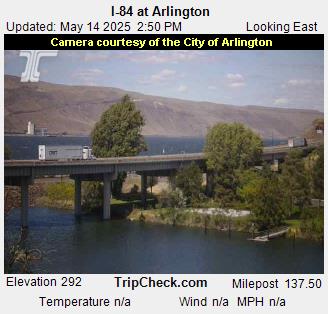 I-84 at Arlington
Updated: May 14 2025  2:50 PM    Looking East
Camera courtesy of the City of Arlington
Elevation 292    TripCheck.com    Milepost 137.50
Temperature n/a    Wind n/a  MPH n/a